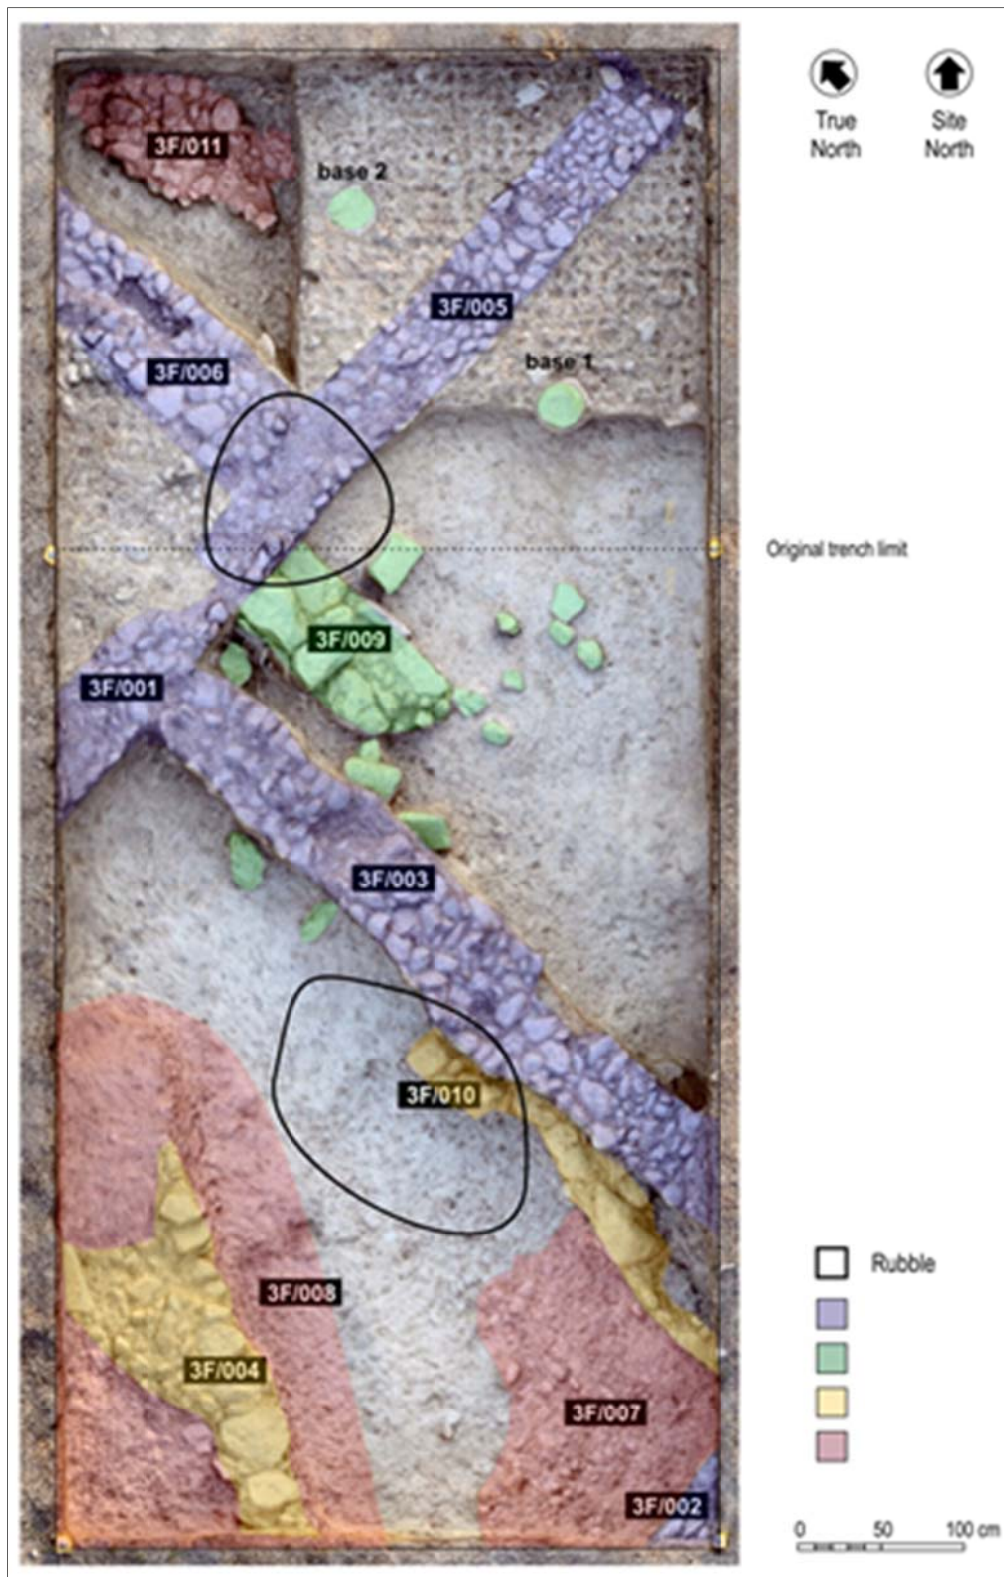 True
North
Site
North
3F/011
base 2
3F/005
base 1
3F/006
Original trench limit
3F/009
3F/001
3F/003
3F/010
Rubble
3F/008
3F/004
3F/007
3F/002
0 50 100 cm